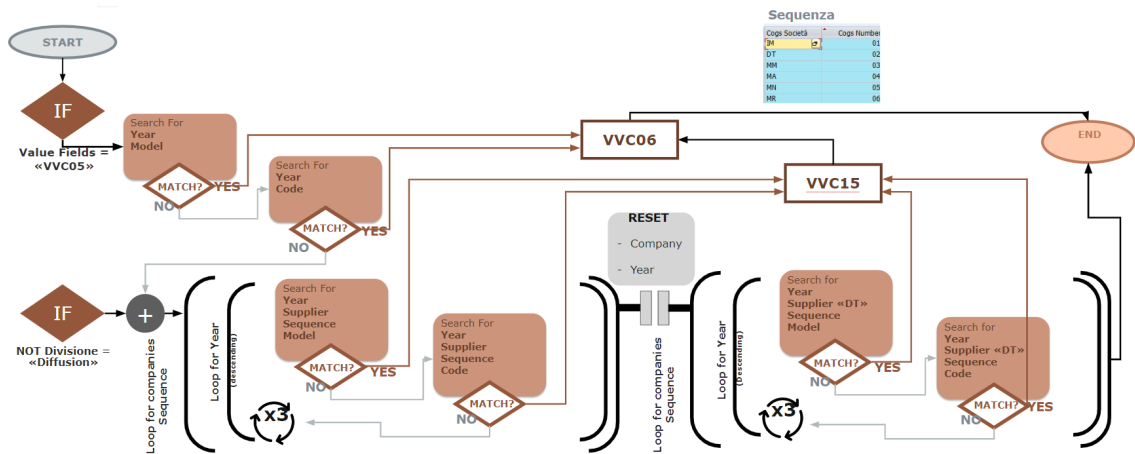 Sequenza
Cogs Società Cogs Number
IM 01
DT 02
MM 03
MA 04
MN 05
MR 06
START
IF
Value Fields =
«VVC05»
Search For
Year
Model
MATCH?
YES
NO
Search For
Year
Code
MATCH?
YES
NO
VVC06
VVC15
END
RESET
- Company
- Year
IF
NOT Divisione =
«Diffusion»
+
Loop for companies
Sequence
Loop for Year
(descending)
Search for
Year
Supplier
Sequence
Model
MATCH?
YES
NO
Search For
Year
Supplier
Sequence
Code
MATCH?
NO
x3
Loop for companies
Sequence
Loop for Year
(Descending)
Search for
Year
Supplier «DT»
Sequence
Model
MATCH?
YES
NO
Search for
Year
Supplier «DT»
Sequence
Code
MATCH?
YES
NO
x3